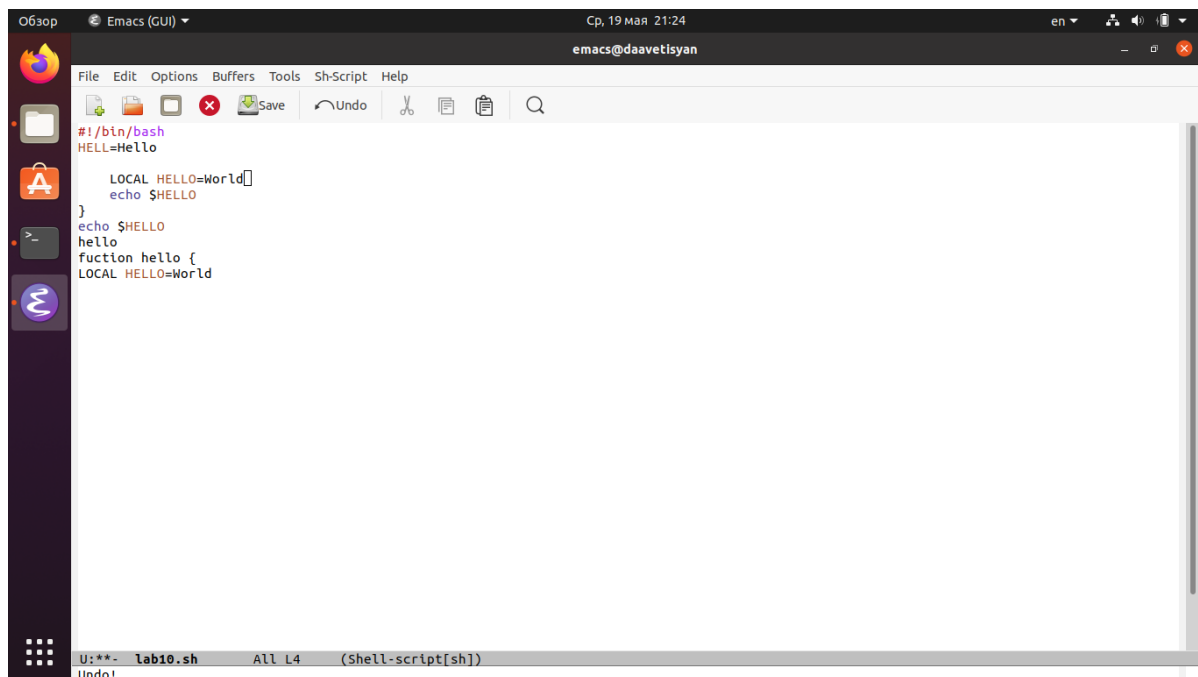 Обзор Emacs (GUI) Ср, 19 мая 21:24 en
emacs@daavetisyan
File Edit Options Buffers Tools Sh-Script Help
Save Undo
#!/bin/bash
HELL=Hello
LOCAL HELLO=World
echo $HELLO
}
echo $HELLO
hello
fuction hello {
LOCAL HELLO=World
U:**- lab10.sh All L4 (Shell-script[sh])
Undo!